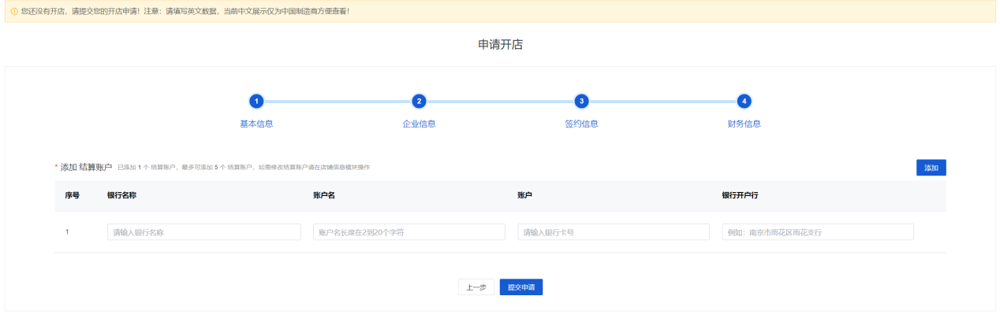 您还没有开店，请提交您的开店申请！注意：请填写英文数据，当前中文展示仅为中国制造商方便查看！
申请开店
1 2 3 4
基本信息 企业信息 签约信息 财务信息
* 添加 结算账户 已添加 1 个 结算账户，最多可添加 5 个 结算账户，如需修改结算账户请在店铺信息模块操作 添加
序号 银行名称 账户名 账户 银行开户行
1 请输入银行名称 账户名长度在2到20个字符 请输入银行卡号 例如：南京市雨花区雨花支行
上一步 提交申请